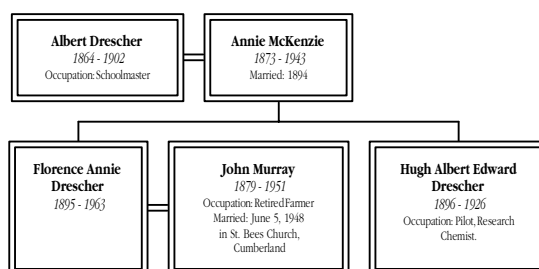 Albert Drescher
1864 - 1902
Occupation: Schoolmaster
Annie McKenzie
1873 - 1943
Married: 1894
Florence Annie
Drescher
1895 - 1963
John Murray
1879 - 1951
Occupation: Retired Farmer
Married: June 5, 1948
in St. Bees Church,
Cumberland
Hugh Albert Edward
Drescher
1896 - 1926
Occupation: Pilot, Research
Chemist.